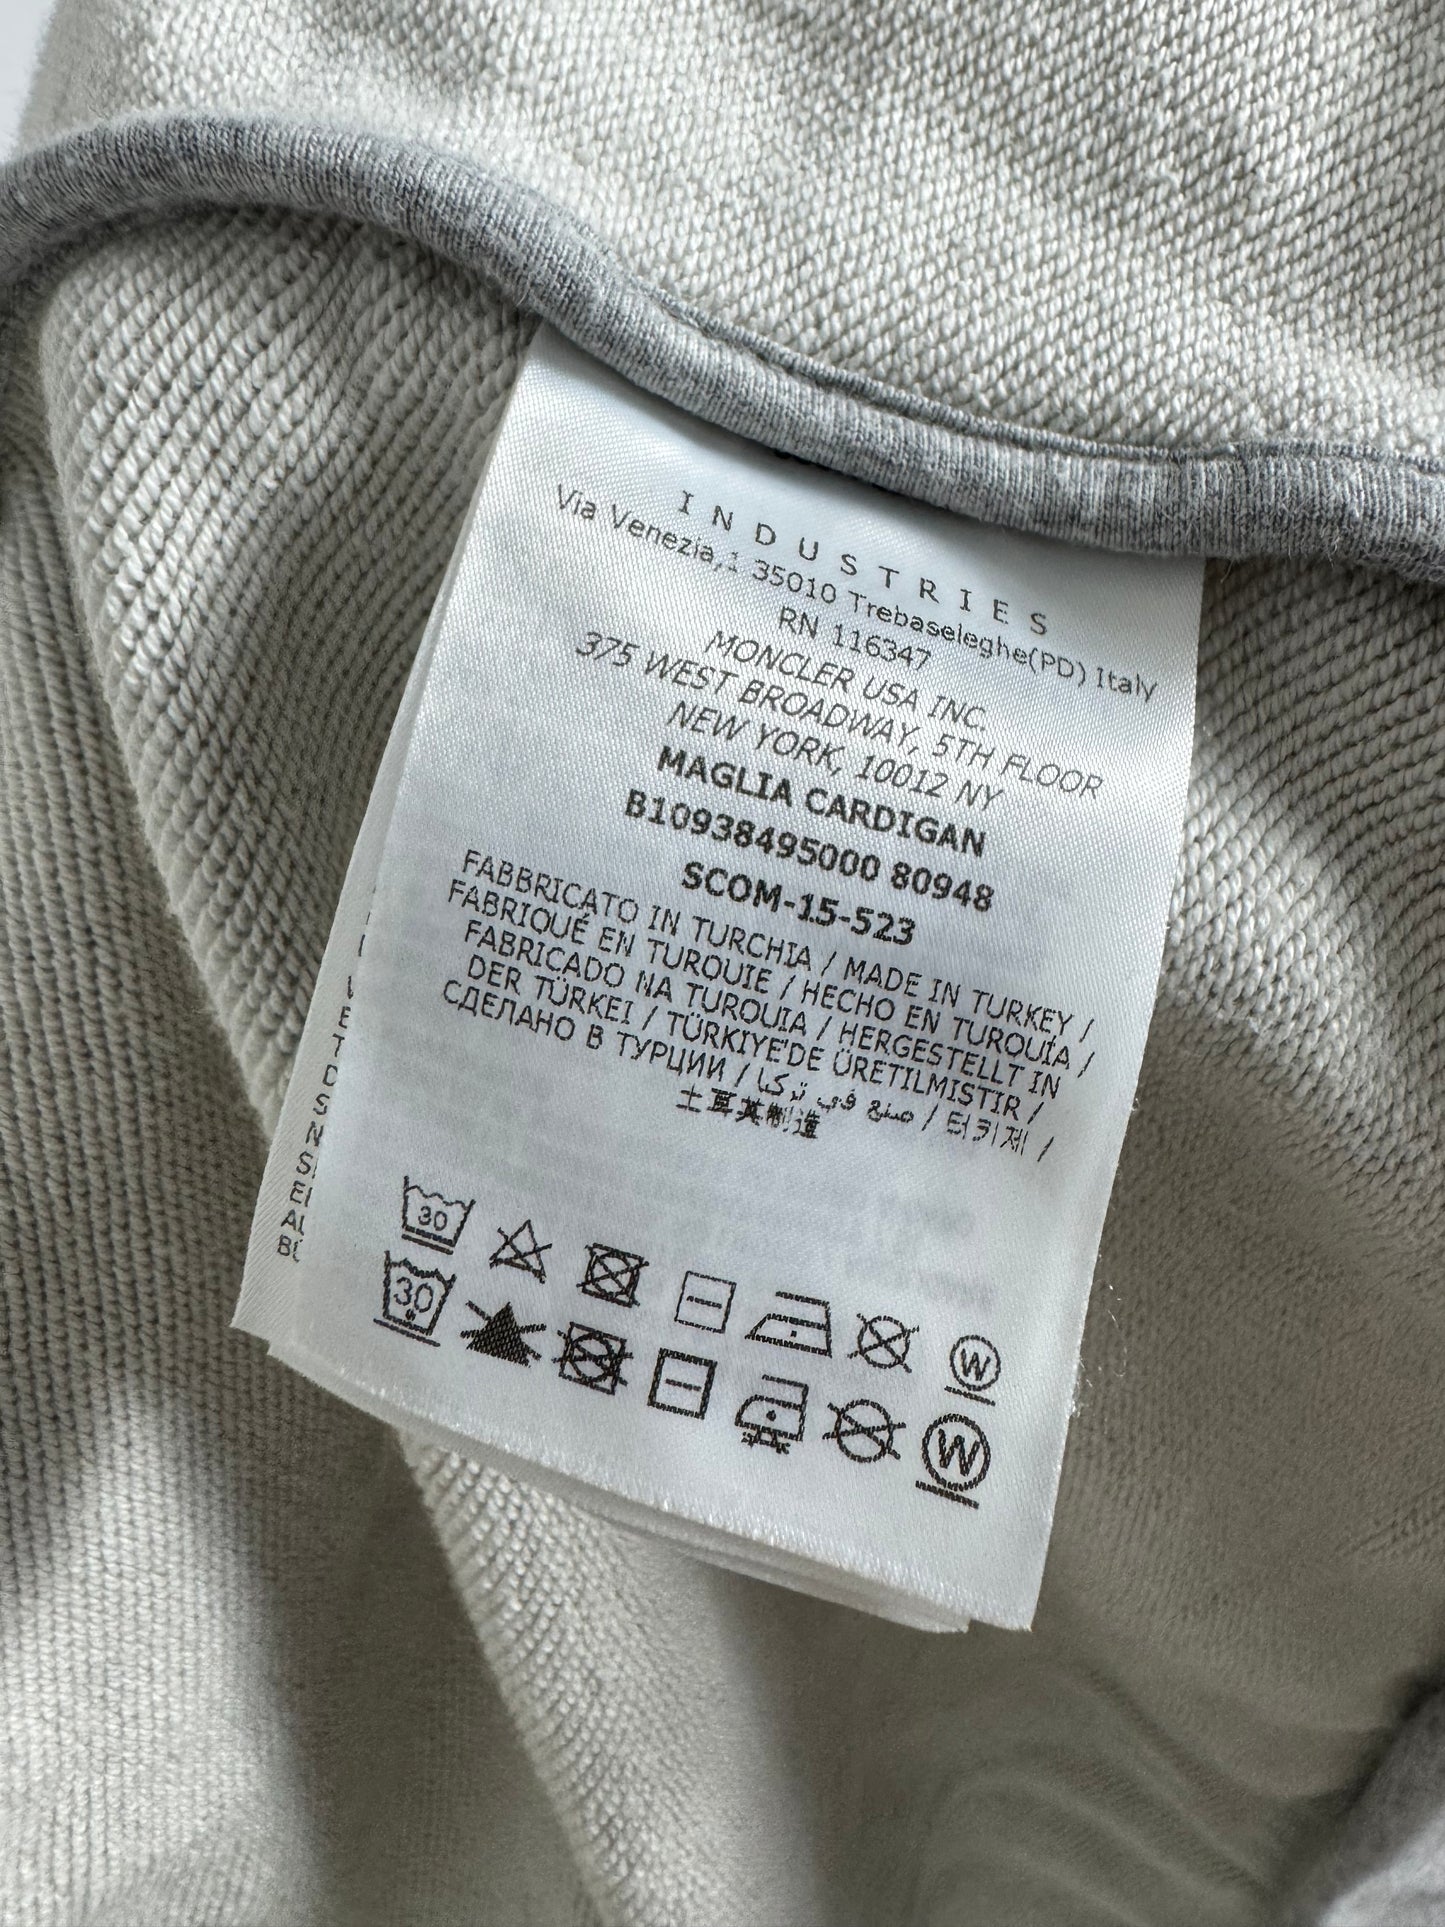 INDUSTRIES
Via Venezia,1 35010 Trebaseleghe(PD) Italy
RN 116347
MONCLER USA INC.
375 WEST BROADWAY, 5TH FLOOR
NEW YORK, 10012 NY
MAGLIA CARDIGAN
B10938495000 80948
SCOM-15-523
FABBRICATO IN TURCHIA / MADE IN TURKEY /
FABRIQUÉ EN TURQUIE / HECHO EN TURQUÍA /
FABRICADO NA TURQUIA / HERGESTELLT IN
DER TÜRKEI / TÜRKIYE'DE ÜRETILMISTIR /
СДЕЛАНО В ТУРЦИИ / صنع في تركيا / 터키제 /
土耳其制造
30
W
30
W